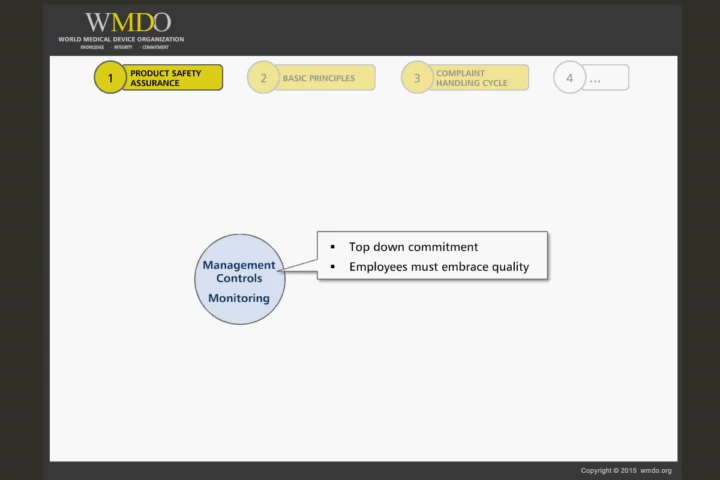 WMDO
WORLD MEDICAL DEVICE ORGANIZATION
KNOWLEDGE · INTEGRITY · COMMITMENT
1 PRODUCT SAFETY
ASSURANCE
2 BASIC PRINCIPLES
3 COMPLAINT
HANDLING CYCLE
4 ...
Management
Controls
Monitoring
▪ Top down commitment
▪ Employees must embrace quality
Copyright © 2015 wmdo.org